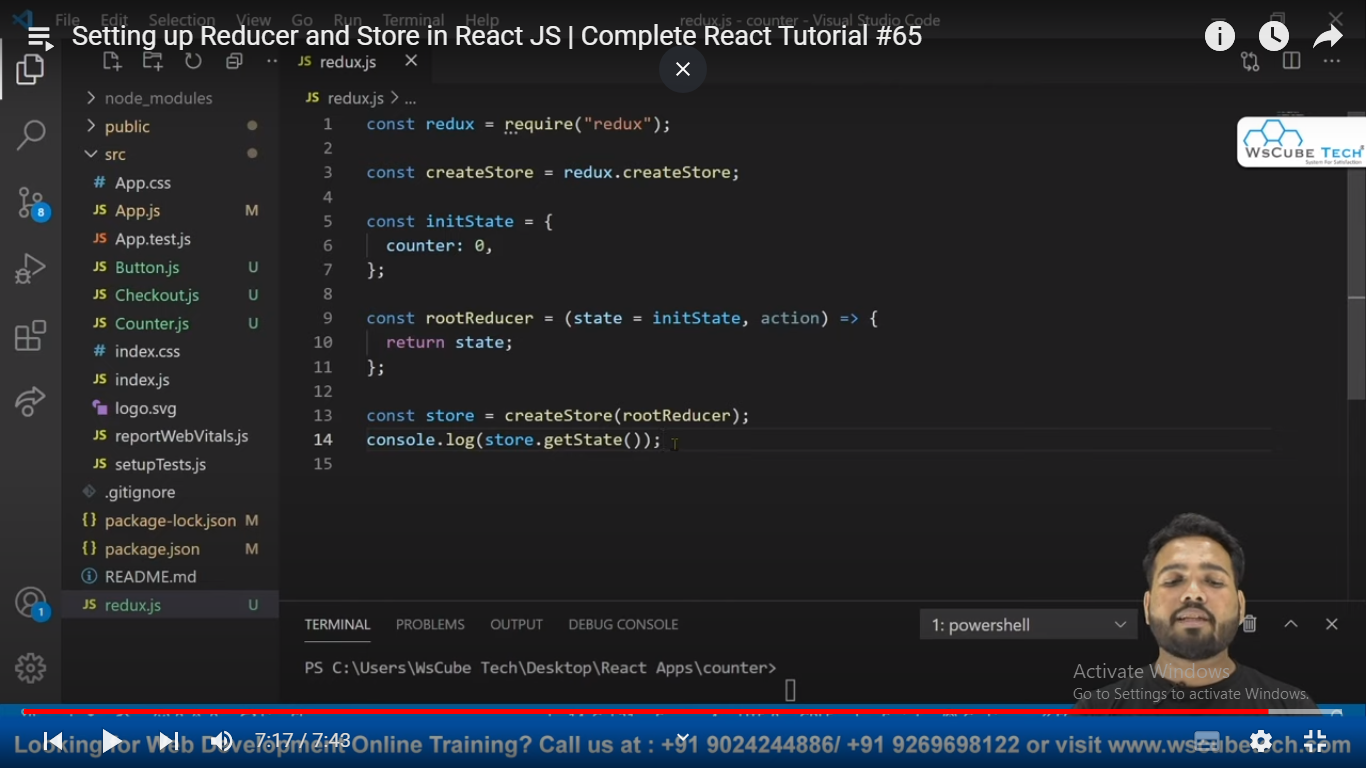 File Edit Selection View Go Run Terminal Help
redux.js - counter - Visual Studio Code
Setting up Reducer and Store in React JS | Complete React Tutorial #65
JS redux.js
node_modules
public
src
# App.css
JS App.js M
JS App.test.js
JS Button.js U
JS Checkout.js U
JS Counter.js U
# index.css
JS index.js
logo.svg
JS reportWebVitals.js
JS setupTests.js
.gitignore
{} package-lock.json M
{} package.json M
README.md
JS redux.js U
8
1
JS redux.js > ...
1 const redux = require("redux");
2
3 const createStore = redux.createStore;
4
5 const initState = {
6 counter: 0,
7 };
8
9 const rootReducer = (state = initState, action) => {
10 return state;
11 };
12
13 const store = createStore(rootReducer);
14 console.log(store.getState());
15
WsCube Tech
System For Satisfaction
TERMINAL PROBLEMS OUTPUT DEBUG CONSOLE
1: powershell
PS C:\Users\WsCube Tech\Desktop\React Apps\counter>
Activate Windows
Go to Settings to activate Windows.
7:17 / 7:43
Online Training? Call us at : +91 9024244886/ +91 9269698122 or visit